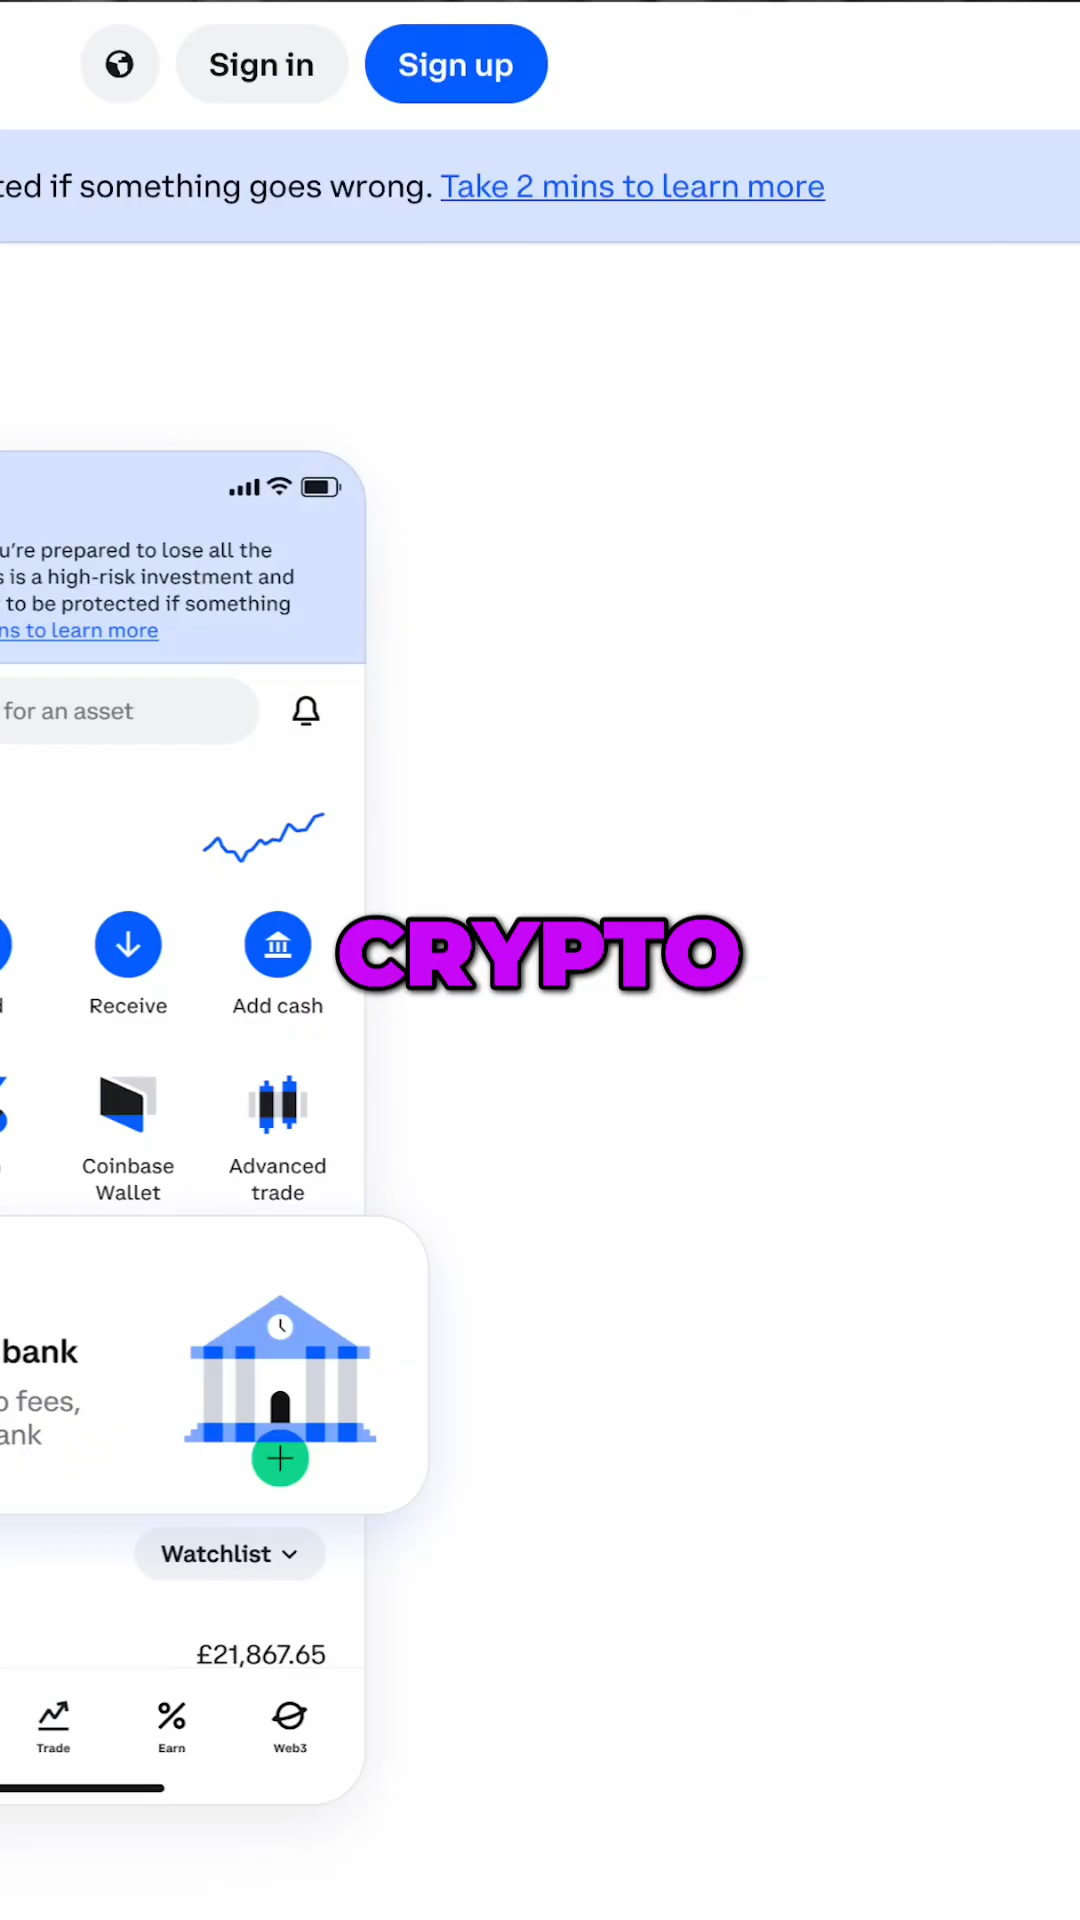 Sign in
Sign up
ted if something goes wrong. Take 2 mins to learn more
u're prepared to lose all the
s is a high-risk investment and
to be protected if something
ns to learn more
for an asset
Receive
Add cash
CRYPTO
Coinbase
Wallet
Advanced
trade
bank
o fees,
ank
Watchlist
£21,867.65
Trade
Earn
Web3